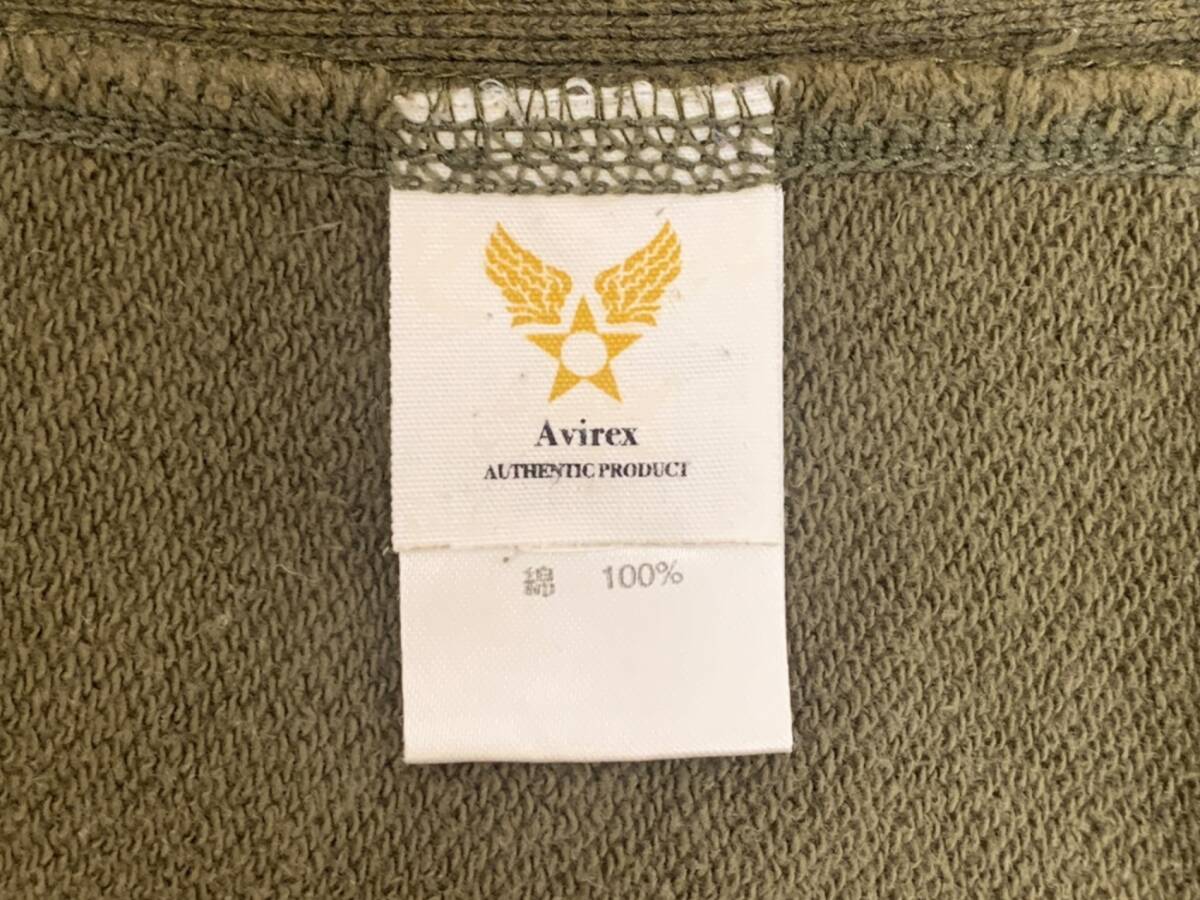 Avirex
AUTHENTIC PRODUCT
綿 100%